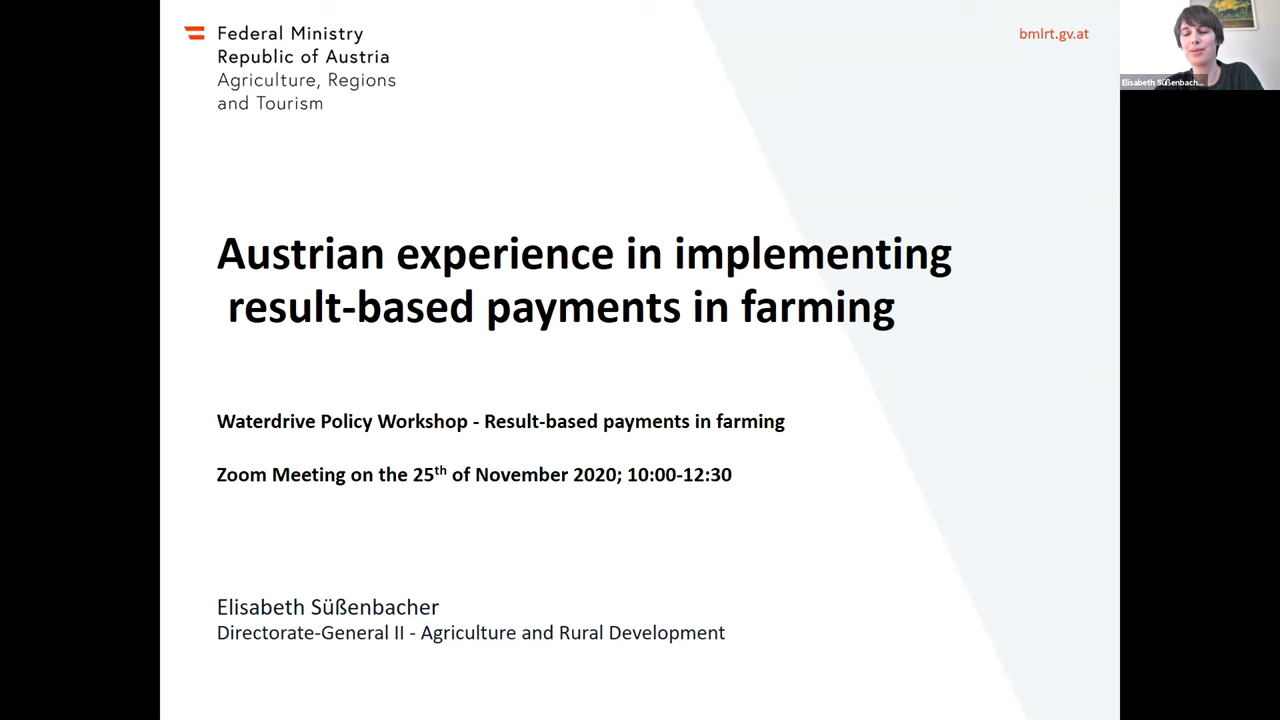 Federal Ministry
Republic of Austria
Agriculture, Regions
and Tourism
bmlrt.gv.at
Elisabeth Süßenbach...
Austrian experience in implementing
result-based payments in farming
Waterdrive Policy Workshop - Result-based payments in farming
Zoom Meeting on the 25th of November 2020; 10:00-12:30
Elisabeth Süßenbacher
Directorate-General II - Agriculture and Rural Development